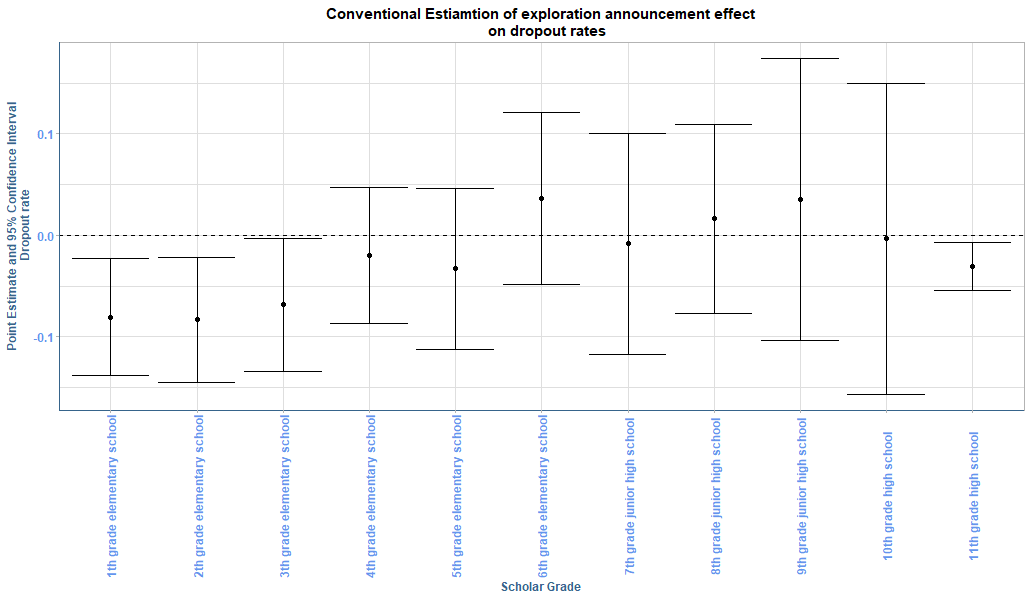 Conventional Estiamtion of exploration announcement effect
on dropout rates
Point Estimate and 95% Confidence Interval
Dropout rate
0.1
0.0
-0.1
1th grade elementary school
2th grade elementary school
3th grade elementary school
4th grade elementary school
5th grade elementary school
6th grade elementary school
7th grade junior high school
8th grade junior high school
9th grade junior high school
10th grade high school
11th grade high school
Scholar Grade